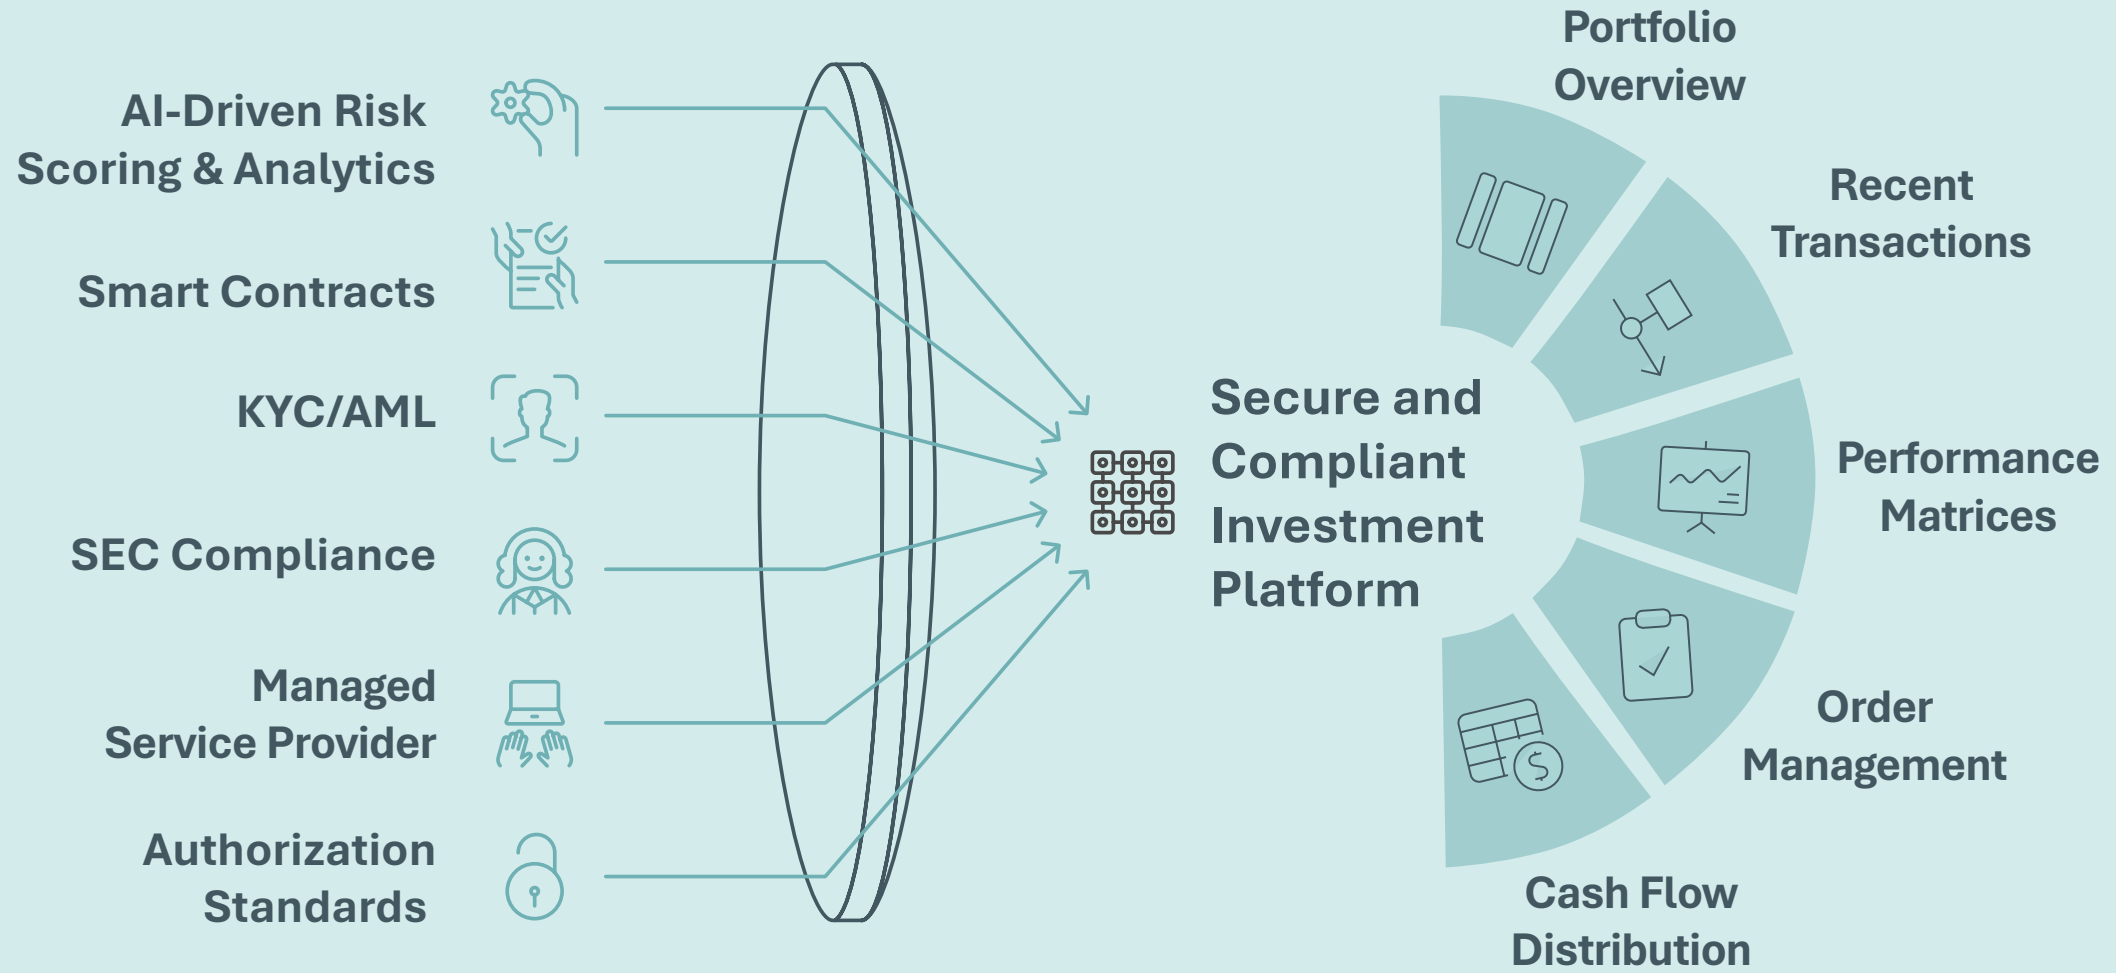 AI-Driven Risk
Scoring & Analytics
Smart Contracts
KYC/AML
SEC Compliance
Managed
Service Provider
Authorization
Standards
Secure and
Compliant
Investment
Platform
Portfolio
Overview
Recent
Transactions
Performance
Matrices
Order
Management
Cash Flow
Distribution